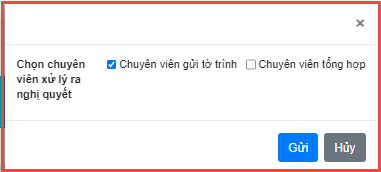 ×
Chọn chuyên
viên xử lý ra
nghị quyết
Chuyên viên gửi tờ trình
Chuyên viên tổng hợp
Gửi
Hủy